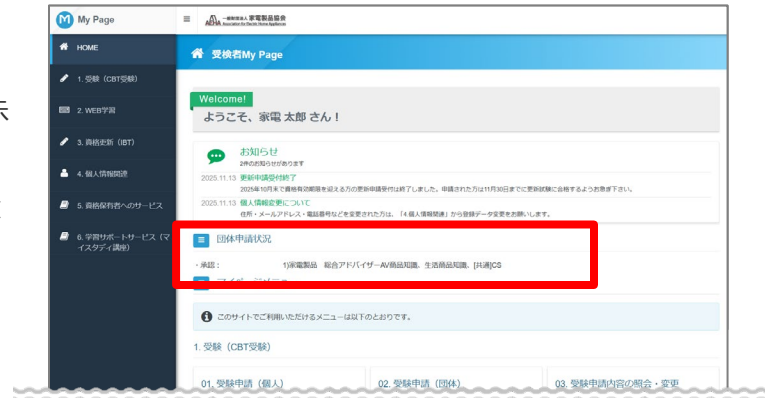 M My Page
一般財団法人 家電製品協会
AEHA Association for Electric Home Appliances
HOME
受検者My Page
1. 受験（CBT受験）
Welcome!
ようこそ、家電 太郎 さん！
2. WEB学習
示
3. 資格更新（IBT）
お知らせ
2件のお知らせがあります
4. 個人情報関連
2025.11.13 更新申請受付終了
2025年10月末で資格有効期限を迎える方の更新申請受付は終了しました。申請された方は11月30日までに更新試験に合格するようお急ぎ下さい。
5. 資格保有者へのサービス
2025.11.13 個人情報変更について
住所・メールアドレス・電話番号などを変更された方は、「4.個人情報関連」から登録データ変更をお願いします。
6. 学習サポートサービス（マイスタディ講座）
団体申請状況
・承認： 1)家電製品 総合アドバイザーAV商品知識、生活商品知識、[共通]CS
マイページメニュー
このサイトでご利用いただけるメニューは以下のとおりです。
1. 受験（CBT受験）
01. 受験申請（個人） 02. 受験申請（団体） 03. 受験申請内容の照会・変更